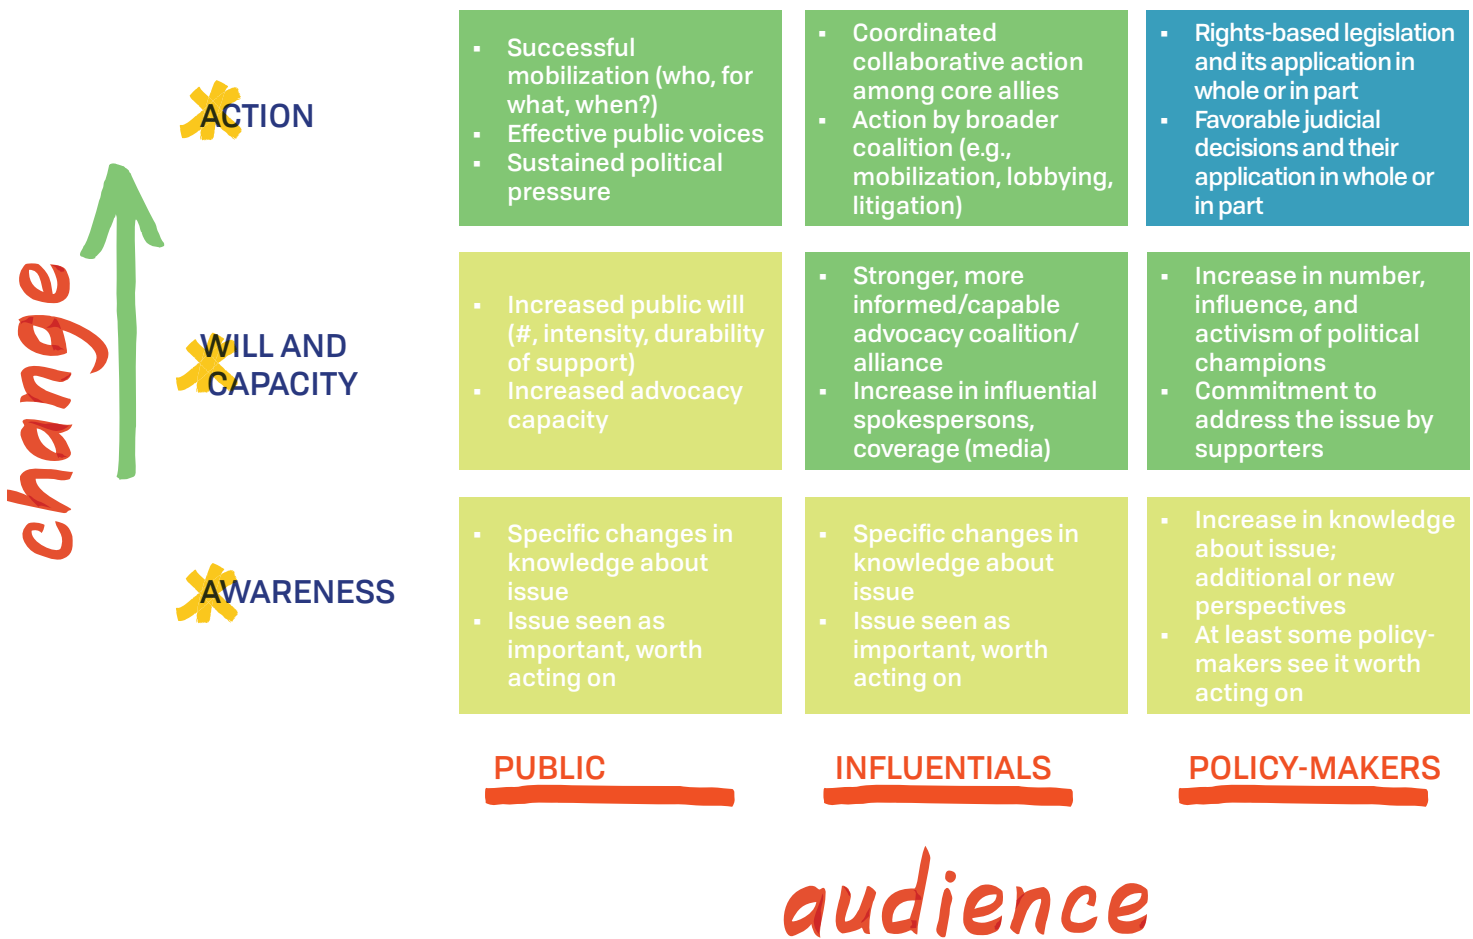 change
ACTION
▪ Successful
mobilization (who, for
what, when?)
▪ Effective public voices
▪ Sustained political
pressure
▪ Coordinated
collaborative action
among core allies
▪ Action by broader
coalition (e.g.,
mobilization, lobbying,
litigation)
▪ Rights-based legislation
and its application in
whole or in part
▪ Favorable judicial
decisions and their
application in whole or
in part
WILL AND
CAPACITY
▪ Increased public will
(#, intensity, durability
of support)
▪ Increased advocacy
capacity
▪ Stronger, more
informed/capable
advocacy coalition/
alliance
▪ Increase in influential
spokespersons,
coverage (media)
▪ Increase in number,
influence, and
activism of political
champions
▪ Commitment to
address the issue by
supporters
AWARENESS
▪ Specific changes in
knowledge about
issue
▪ Issue seen as
important, worth
acting on
▪ Specific changes in
knowledge about
issue
▪ Issue seen as
important, worth
acting on
▪ Increase in knowledge
about issue;
additional or new
perspectives
▪ At least some policy-
makers see it worth
acting on
PUBLIC
INFLUENTIALS
POLICY-MAKERS
audience